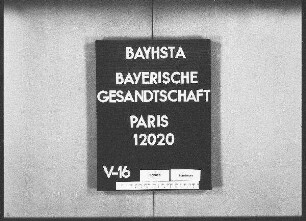 BAYHSTA
BAYERISCHE
GESANDTSCHAFT
PARIS
12020
V-16